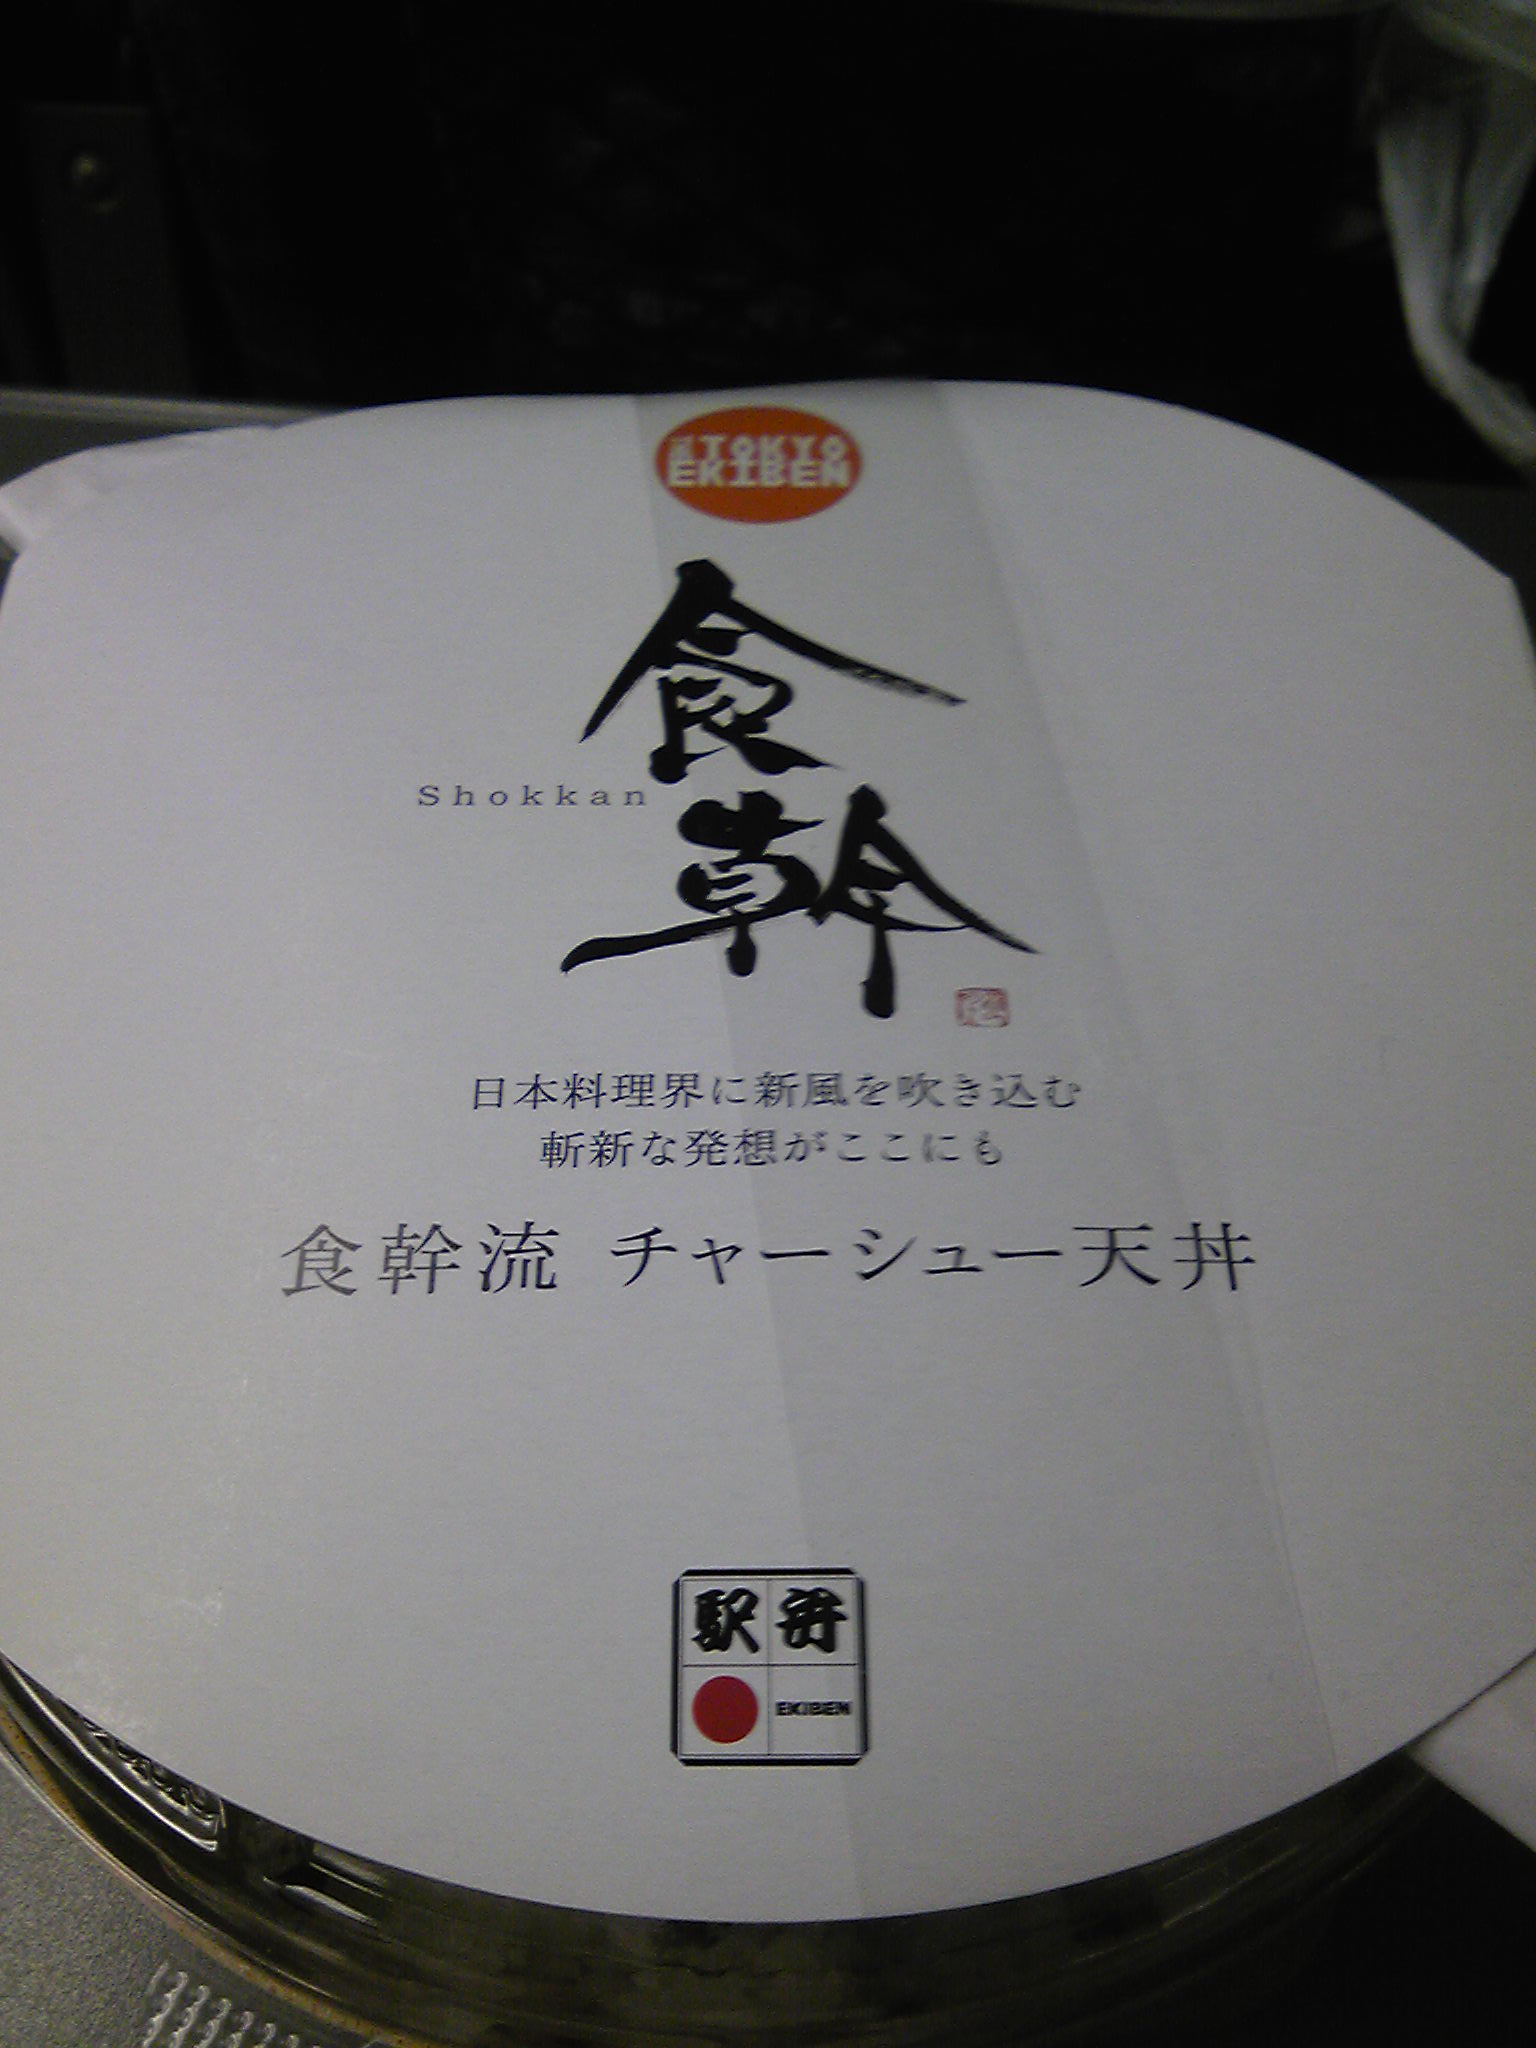 THE TOKYO
EKIBEN
食
Shokkan
幹
日本料理界に新風を吹き込む
斬新な発想がここにも
食幹流 チャーシュー天丼
駅弁
EKIBEN